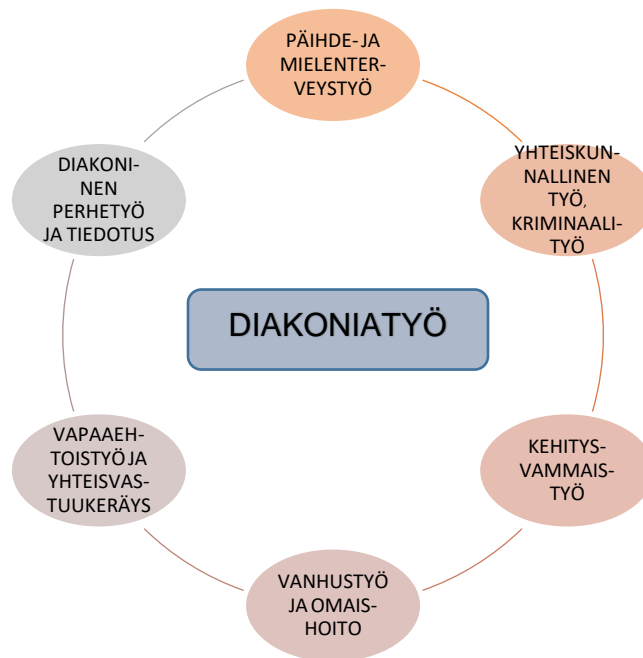 PÄIHDE- JA
MIELENTER-
VEYSTYÖ
YHTEISKUN-
NALLINEN
TYÖ,
KRIMINAALI-
TYÖ
KEHITYS-
VAMMAIS-
TYÖ
VANHUSTYÖ
JA OMAIS-
HOITO
VAPAAEH-
TOISTYÖ JA
YHTEISVAS-
TUUKERÄYS
DIAKONI-
NEN
PERHETYÖ
JA TIEDOTUS
DIAKONIATYÖ